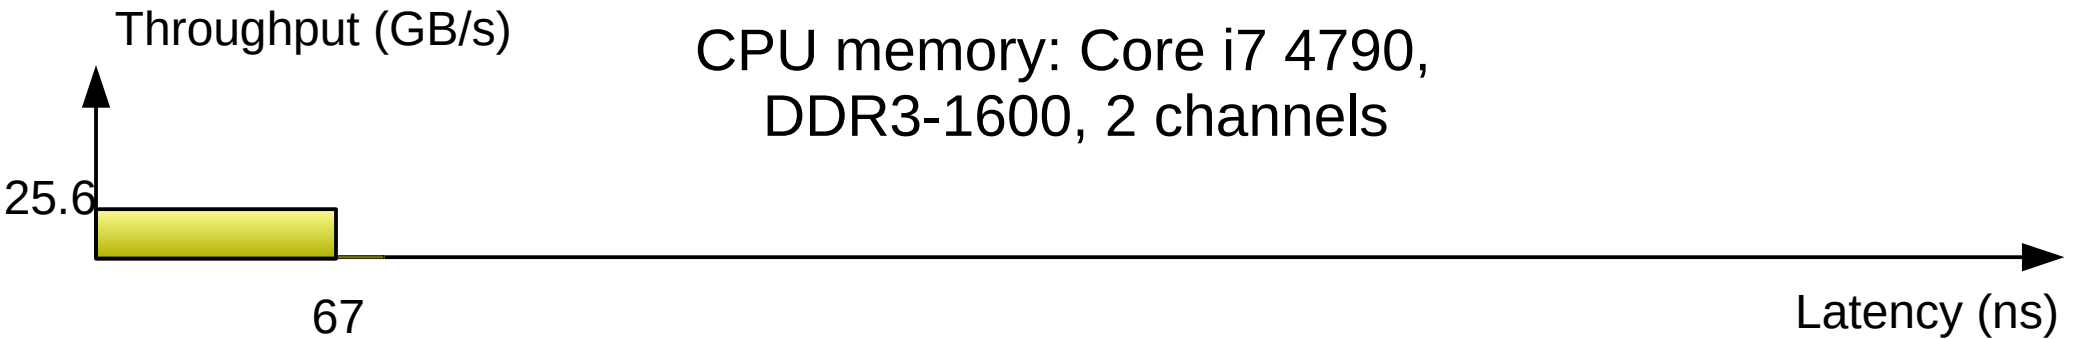 Throughput (GB/s)
CPU memory: Core i7 4790,
DDR3-1600, 2 channels
25.6
67
Latency (ns)